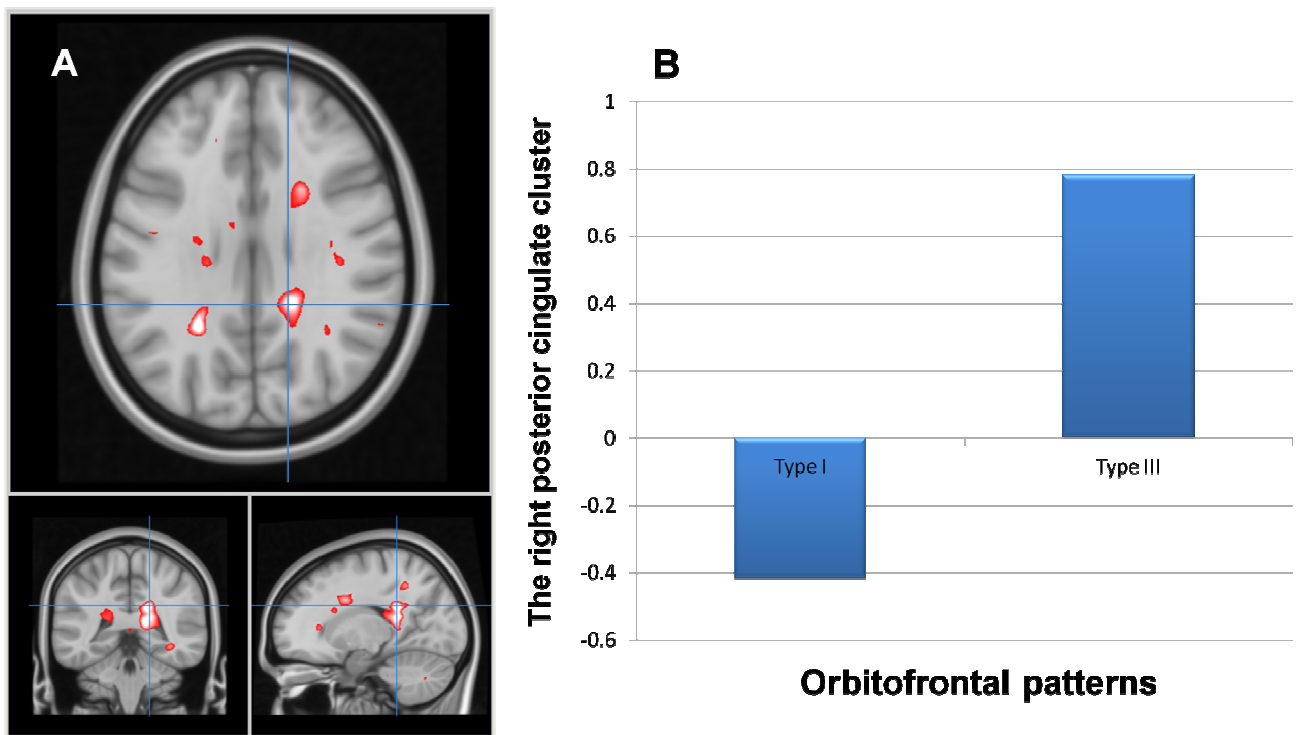 A
B
The right posterior cingulate cluster
1
0.8
0.6
0.4
0.2
0
-0.2
-0.4
-0.6
Type I
Type III
Orbitofrontal patterns